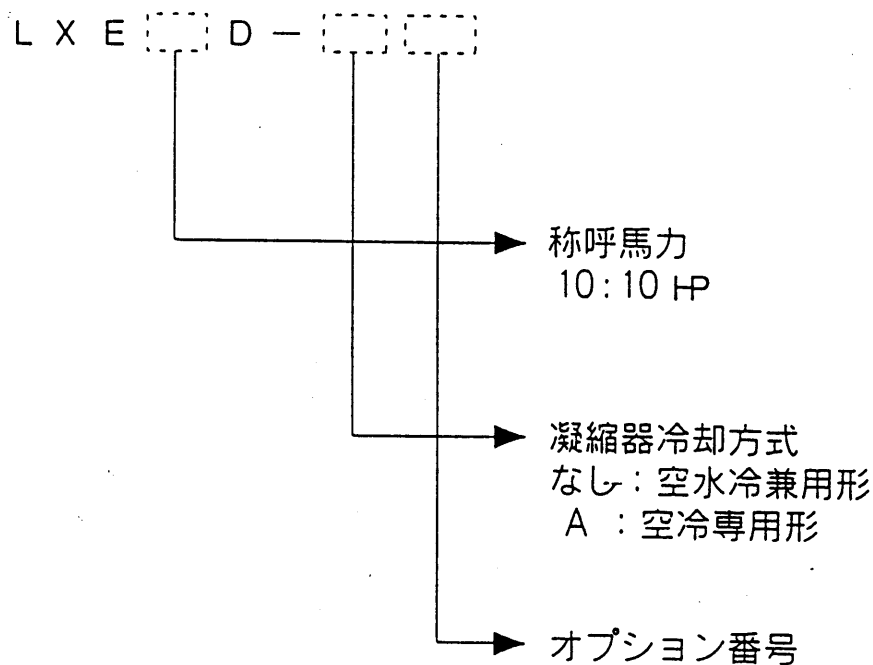 LXE D-
称呼馬力
10:10 HP
凝縮器冷却方式
なし:空水冷兼用形
A :空冷専用形
オプション番号